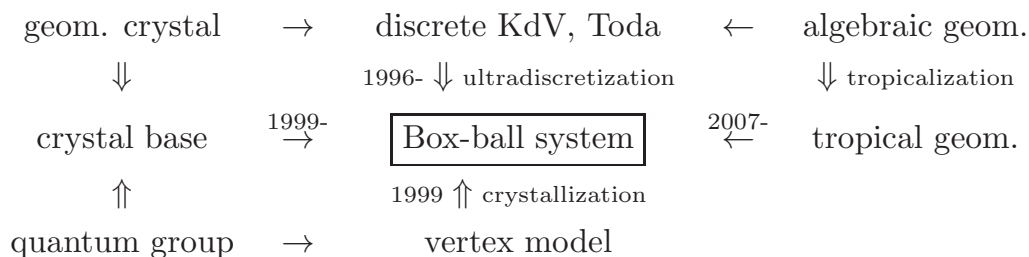 geom. crystal → discrete KdV, Toda ← algebraic geom.
⇓ 1996- ⇓ ultradiscretization ⇓ tropicalization
crystal base 1999- → Box-ball system 2007- ← tropical geom.
⇑ 1999 ⇑ crystallization
quantum group → vertex model